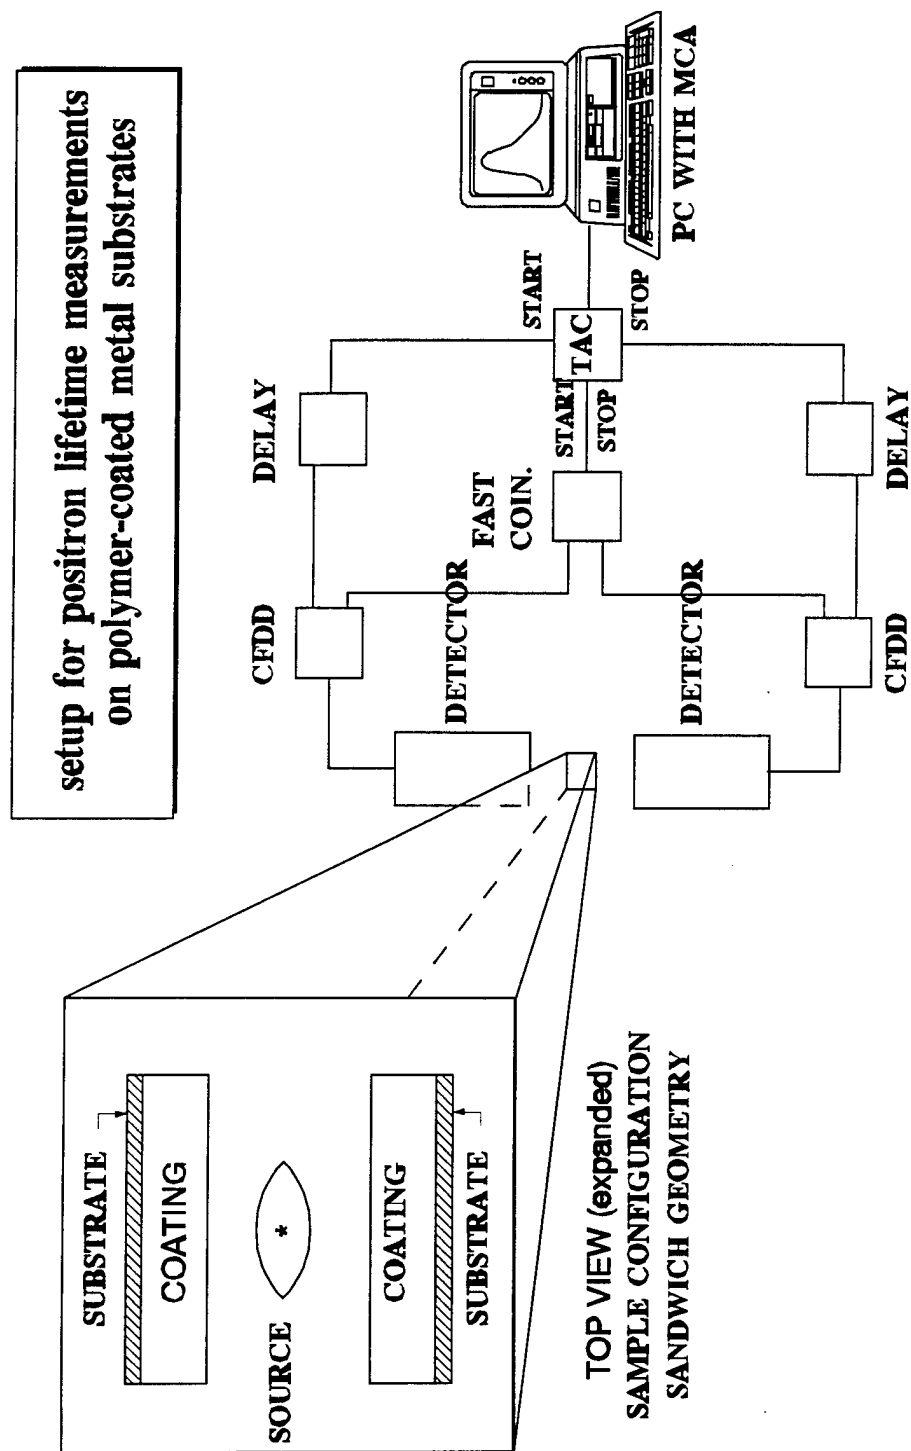 setup for positron lifetime measurements
on polymer-coated metal substrates
SUBSTRATE
COATING
SOURCE
*
COATING
SUBSTRATE
TOP VIEW (expanded)
SAMPLE CONFIGURATION
SANDWICH GEOMETRY
CFDD
DELAY
DETECTOR
FAST
COIN.
START
STOP
START
TAC
STOP
PC WITH MCA
DETECTOR
CFDD
DELAY